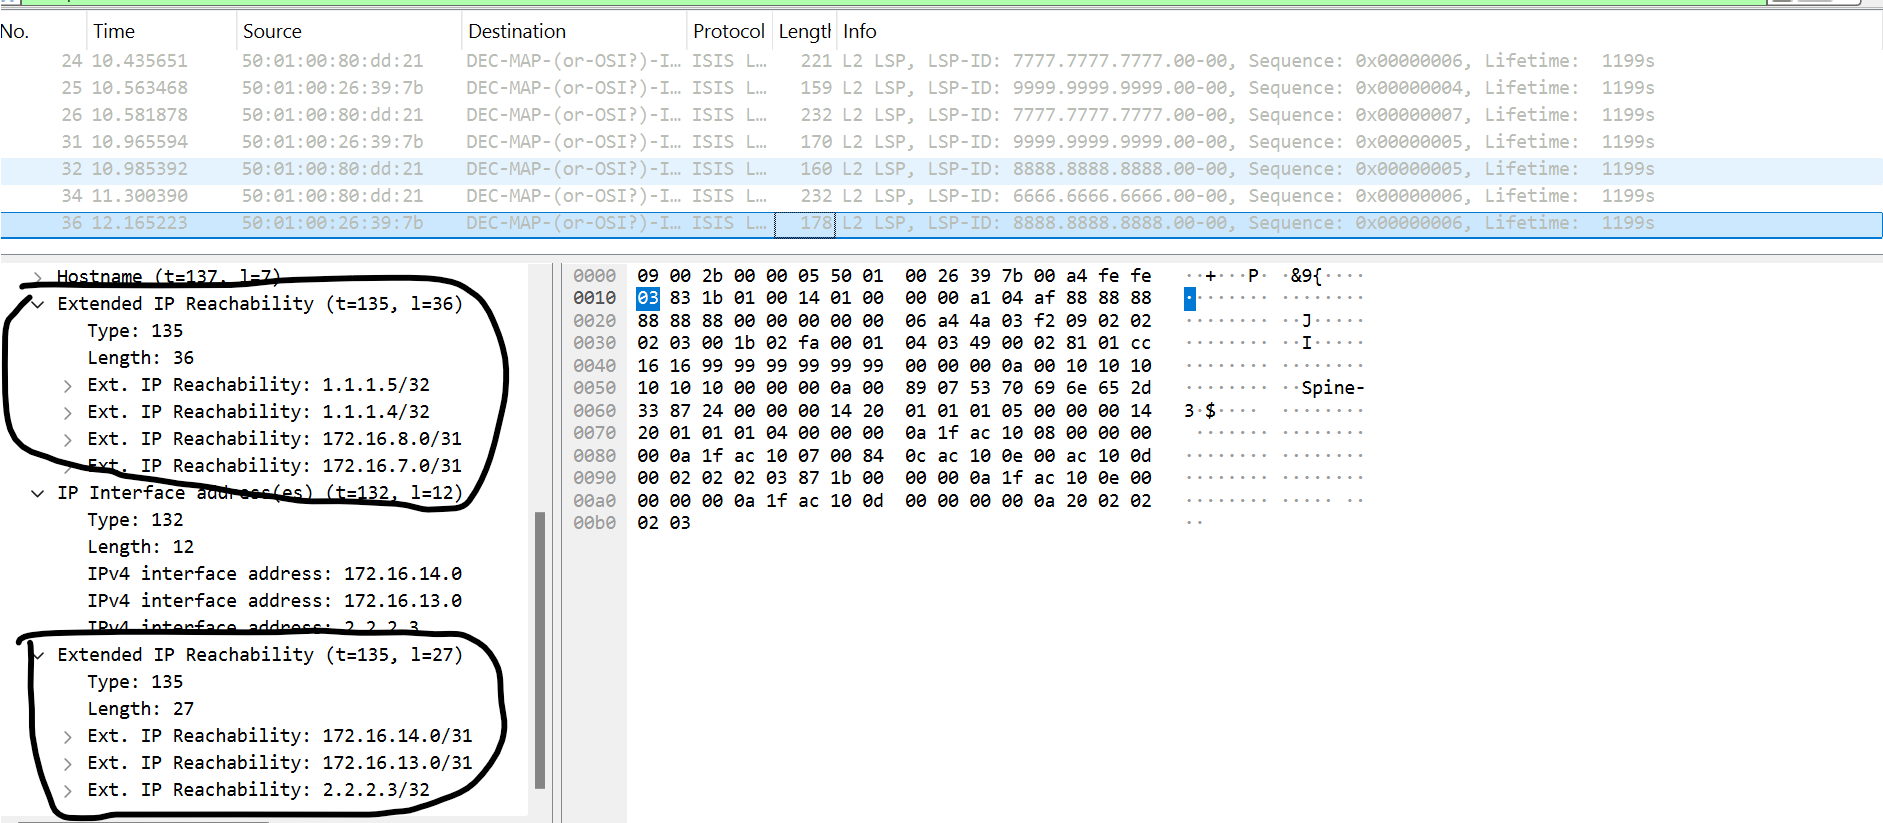 No. Time Source Destination Protocol Length Info
24 10.435651 50:01:00:80:dd:21 DEC-MAP-(or-OSI?)-I… ISIS L… 221 L2 LSP, LSP-ID: 7777.7777.7777.00-00, Sequence: 0x00000006, Lifetime: 1199s
25 10.563468 50:01:00:26:39:7b DEC-MAP-(or-OSI?)-I… ISIS L… 159 L2 LSP, LSP-ID: 9999.9999.9999.00-00, Sequence: 0x00000004, Lifetime: 1199s
26 10.581878 50:01:00:80:dd:21 DEC-MAP-(or-OSI?)-I… ISIS L… 232 L2 LSP, LSP-ID: 7777.7777.7777.00-00, Sequence: 0x00000007, Lifetime: 1199s
31 10.965594 50:01:00:26:39:7b DEC-MAP-(or-OSI?)-I… ISIS L… 170 L2 LSP, LSP-ID: 9999.9999.9999.00-00, Sequence: 0x00000005, Lifetime: 1199s
32 10.985392 50:01:00:80:dd:21 DEC-MAP-(or-OSI?)-I… ISIS L… 160 L2 LSP, LSP-ID: 8888.8888.8888.00-00, Sequence: 0x00000005, Lifetime: 1199s
34 11.300390 50:01:00:80:dd:21 DEC-MAP-(or-OSI?)-I… ISIS L… 232 L2 LSP, LSP-ID: 6666.6666.6666.00-00, Sequence: 0x00000006, Lifetime: 1199s
36 12.165223 50:01:00:26:39:7b DEC-MAP-(or-OSI?)-I… ISIS L… 178 L2 LSP, LSP-ID: 8888.8888.8888.00-00, Sequence: 0x00000006, Lifetime: 1199s
Hostname (t=137, l=7)
Extended IP Reachability (t=135, l=36)
Type: 135
Length: 36
Ext. IP Reachability: 1.1.1.5/32
Ext. IP Reachability: 1.1.1.4/32
Ext. IP Reachability: 172.16.8.0/31
Ext. IP Reachability: 172.16.7.0/31
IP Interface address(es) (t=132, l=12)
Type: 132
Length: 12
IPv4 interface address: 172.16.14.0
IPv4 interface address: 172.16.13.0
IPv4 interface address: 2.2.2.3
Extended IP Reachability (t=135, l=27)
Type: 135
Length: 27
Ext. IP Reachability: 172.16.14.0/31
Ext. IP Reachability: 172.16.13.0/31
Ext. IP Reachability: 2.2.2.3/32
0000 09 00 2b 00 00 05 50 01 00 26 39 7b 00 a4 fe fe ··+···P· ·&9{····
0010 03 83 1b 01 00 14 01 00 00 00 a1 04 af 88 88 88 ········ ········
0020 88 88 88 00 00 00 00 00 06 a4 4a 03 f2 09 02 02 ········ ··J·····
0030 02 03 00 1b 02 fa 00 01 04 03 49 00 02 81 01 cc ········ ··I·····
0040 16 16 99 99 99 99 99 99 00 00 00 0a 00 10 10 10 ········ ········
0050 10 10 10 00 00 00 0a 00 89 07 53 70 69 6e 65 2d ········ ··Spine-
0060 33 87 24 00 00 00 14 20 01 01 01 05 00 00 00 14 3·$···· ········
0070 20 01 01 01 04 00 00 00 0a 1f ac 10 08 00 00 00 ······· ········
0080 00 0a 1f ac 10 07 00 84 0c ac 10 0e 00 ac 10 0d ········ ········
0090 00 02 02 02 03 87 1b 00 00 00 0a 1f ac 10 0e 00 ········ ········
00a0 00 00 00 0a 1f ac 10 0d 00 00 00 00 0a 20 02 02 ········ ····· ··
00b0 02 03 ··